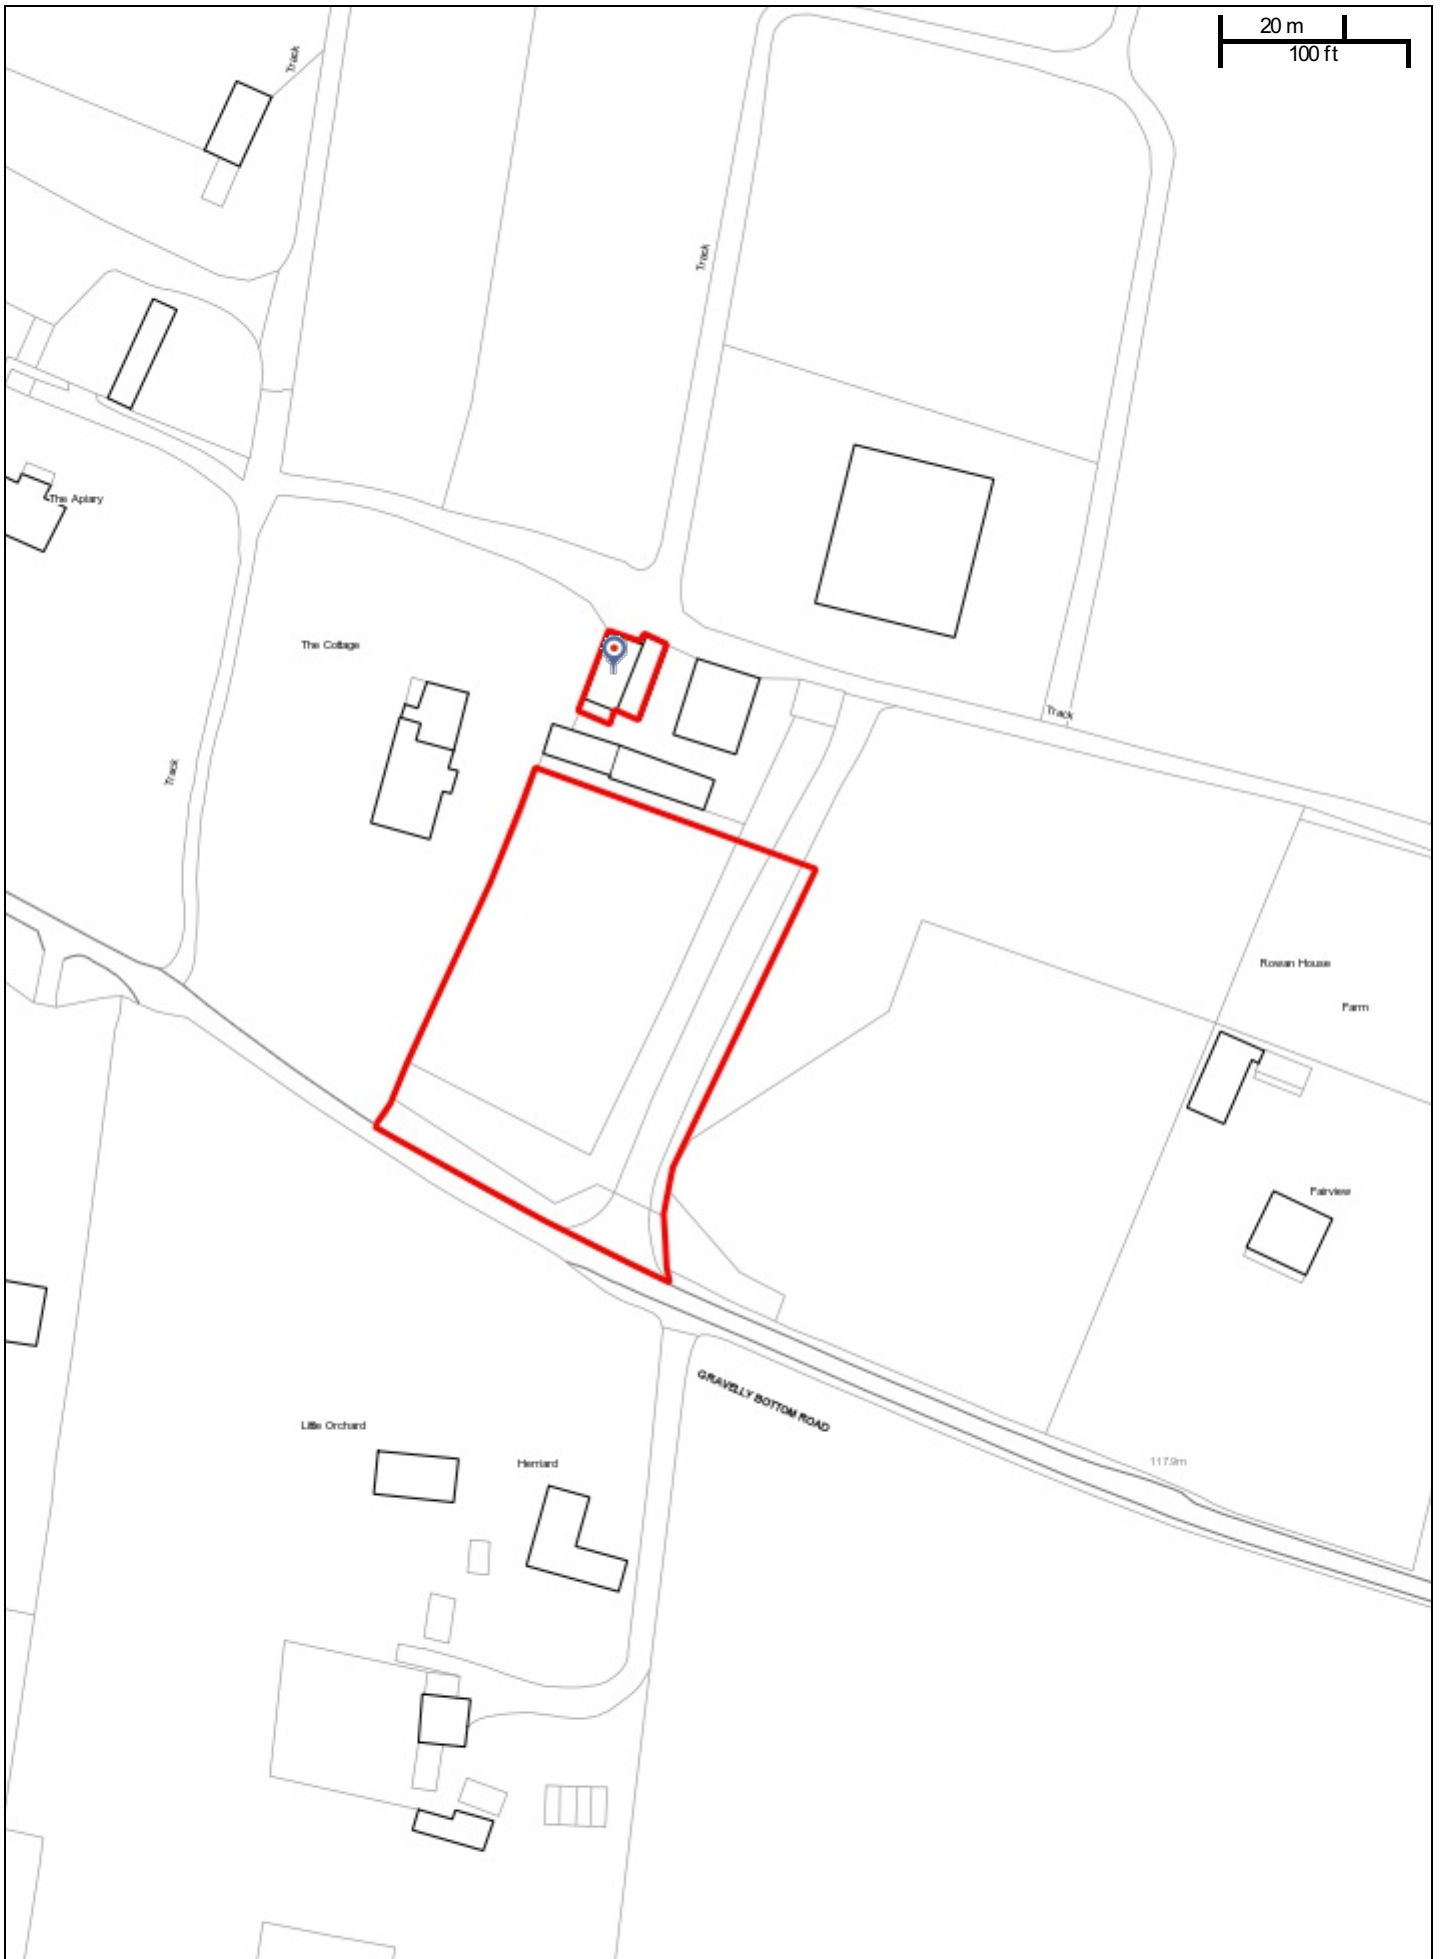 20 m
100 ft
Track
Track
The Apiary
The Cottage
Track
Track
Rowan House
Farm
Fairview
GRAVELLY BOTTOM ROAD
Little Orchard
Herriard
117.9m